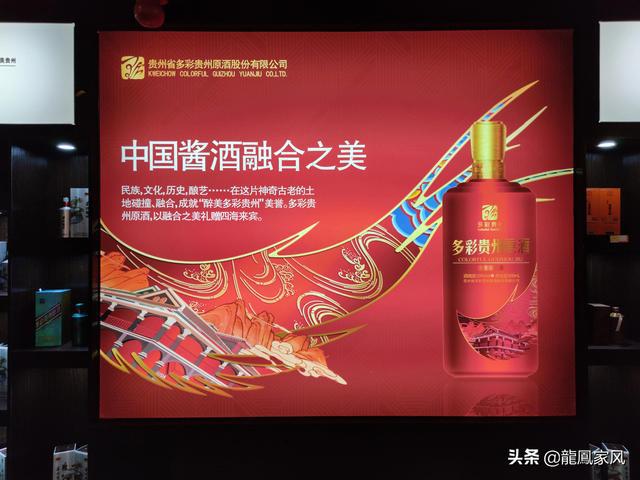 贵州省多彩贵州原酒股份有限公司
KWEICHOW COLORFUL GUIZHOU YUANJIU CO.,LTD.
中国酱酒融合之美
民族,文化,历史,酿艺……在这片神奇古老的土
地碰撞、融合,成就“醉美多彩贵州”美誉。多彩贵
州原酒,以融合之美礼赠四海来宾。
多彩贵州
多彩贵州原酒
COLORFUL GUIZHOU JIU
头条 @龍鳳家风